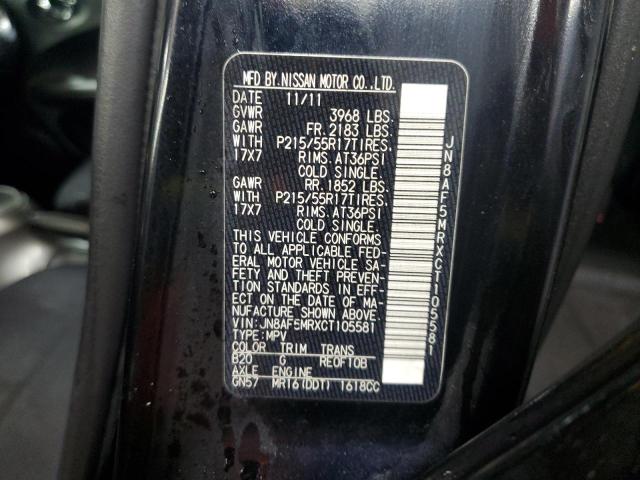 MFD BY NISSAN MOTOR CO.,LTD.
DATE 11/11
GVWR 3968 LBS.
GAWR FR. 2183 LBS.
WITH P215/55R17TIRES.
17X7 RIMS. AT36PSI
COLD SINGLE.
GAWR RR. 1852 LBS.
WITH P215/55R17TIRES.
17X7 RIMS. AT36PSI
COLD SINGLE.
THIS VEHICLE CONFORMS
TO ALL APPLICABLE FED-
ERAL MOTOR VEHICLE SA-
FETY AND THEFT PREVEN-
TION STANDARDS IN EFF-
ECT ON THE DATE OF MA-
NUFACTURE SHOWN ABOVE.
VIN: JN8AF5MRXCT105581
TYPE: MPV
COLOR TRIM TRANS
B20 G RE0F10B
AXLE ENGINE
GN57 MR16(DDT) 1618CC
JN8AF5MRXCT105581